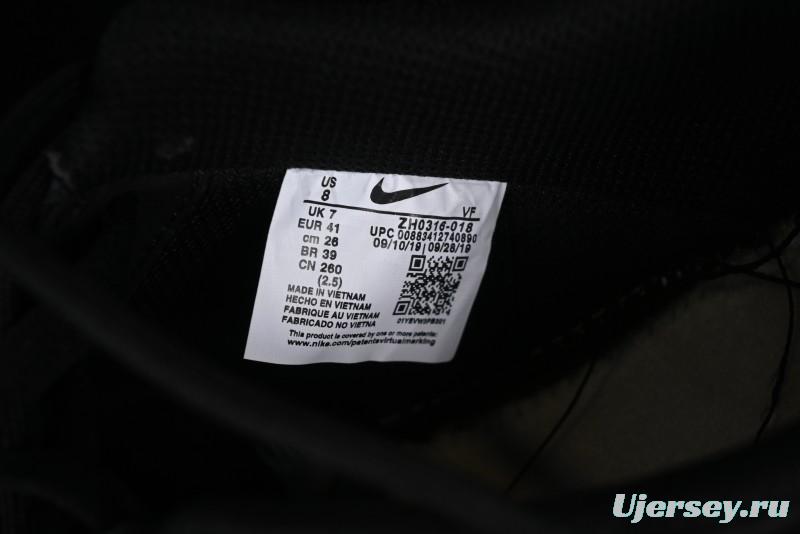 US
8
VF
UK 7
ZH0316-018
EUR 41
UPC 00883412740890
cm 26
09/10/19 | 09/28/19
BR 39
CN 260
(2.5)
MADE IN VIETNAM
HECHO EN VIETNAM
FABRIQUE AU VIETNAM
FABRICADO NO VIETNA
This product is covered by one or more patents:
www.nike.com/patentsvirtualmarking
Ujersey.ru